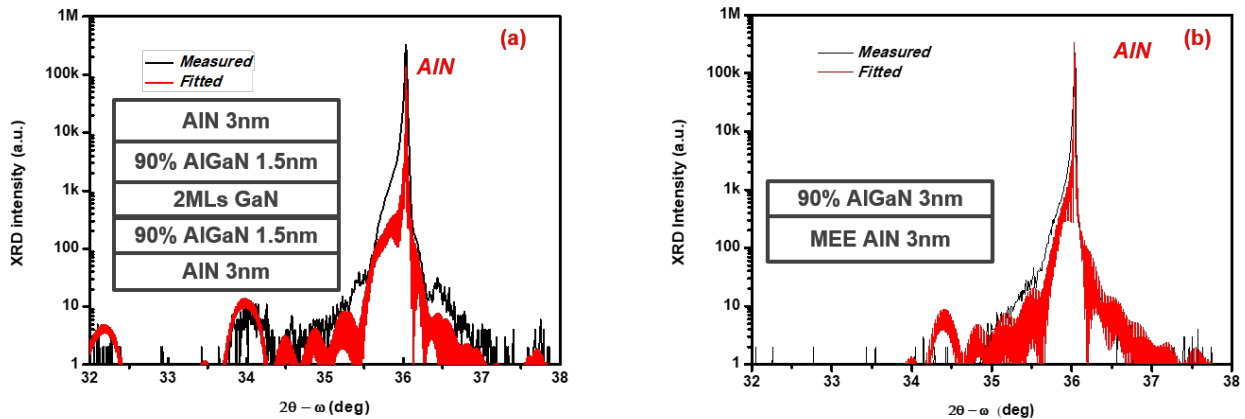 1M
100k
10k
1k
100
10
1
XRD intensity (a.u.)
Measured
Fitted
(a)
AlN
AlN 3nm
90% AlGaN 1.5nm
2MLs GaN
90% AlGaN 1.5nm
AlN 3nm
32 33 34 35 36 37 38
2θ – ω (deg)
1M
100k
10k
1k
100
10
1
XRD Intensity (a.u.)
Measured
Fitted
(b)
AlN
90% AlGaN 3nm
MEE AlN 3nm
32 33 34 35 36 37 38
2θ – ω (deg)